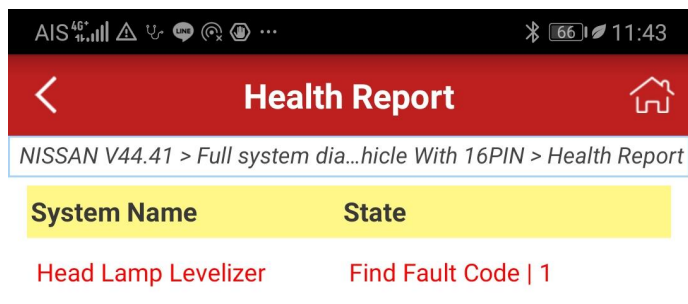 AIS 4G+ LINE ... 66 11:43
Health Report
NISSAN V44.41 > Full system dia...hicle With 16PIN > Health Report
System Name State
Head Lamp Levelizer Find Fault Code | 1